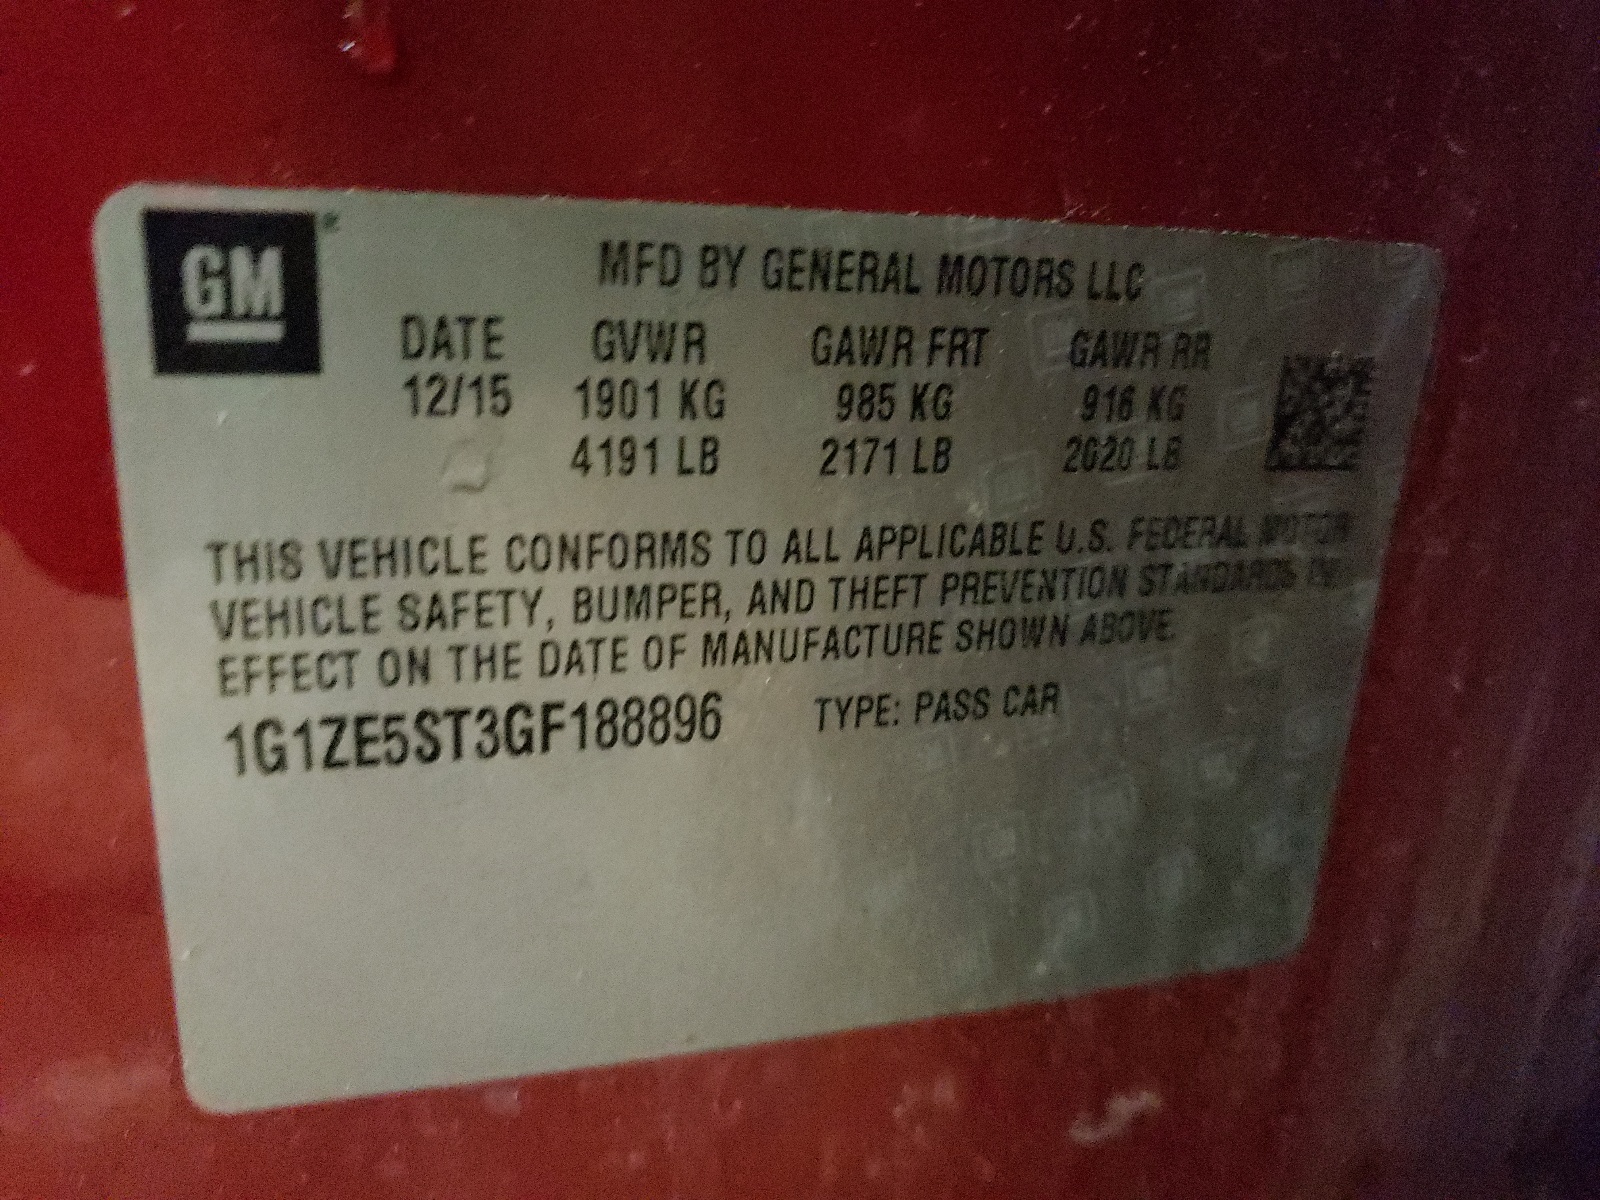 GM
MFD BY GENERAL MOTORS LLC
DATE GVWR GAWR FRT GAWR RR
12/15 1901 KG 985 KG 916 KG
4191 LB 2171 LB 2020 LB
THIS VEHICLE CONFORMS TO ALL APPLICABLE U.S. FEDERAL MOTOR
VEHICLE SAFETY, BUMPER, AND THEFT PREVENTION STANDARDS IN
EFFECT ON THE DATE OF MANUFACTURE SHOWN ABOVE.
1G1ZE5ST3GF188896 TYPE: PASS CAR